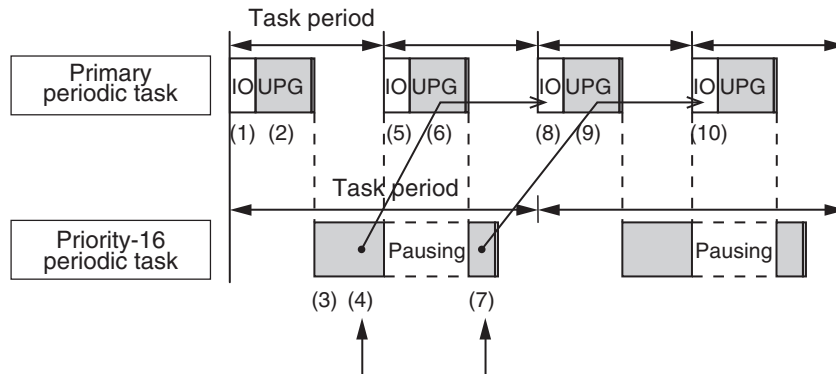 Task period
Primary
periodic task
IO UPG IO UPG IO UPG IO UPG
(1) (2) (5) (6) (8) (9) (10)
Task period
Priority-16
periodic task
Pausing Pausing
(3) (4) (7)